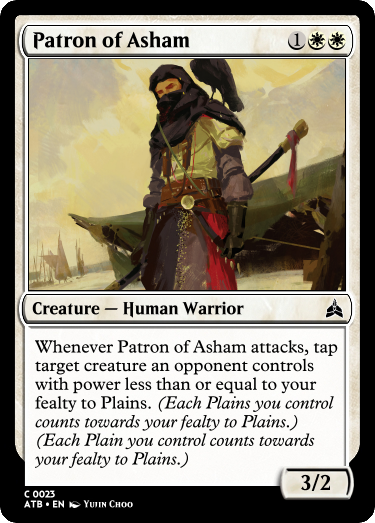 Patron of Asham 1
Creature — Human Warrior
Whenever Patron of Asham attacks, tap
target creature an opponent controls
with power less than or equal to your
fealty to Plains. (Each Plains you control
counts towards your fealty to Plains.)
(Each Plain you control counts towards
your fealty to Plains.)
3/2
C 0023
ATB • EN Yujin Choo